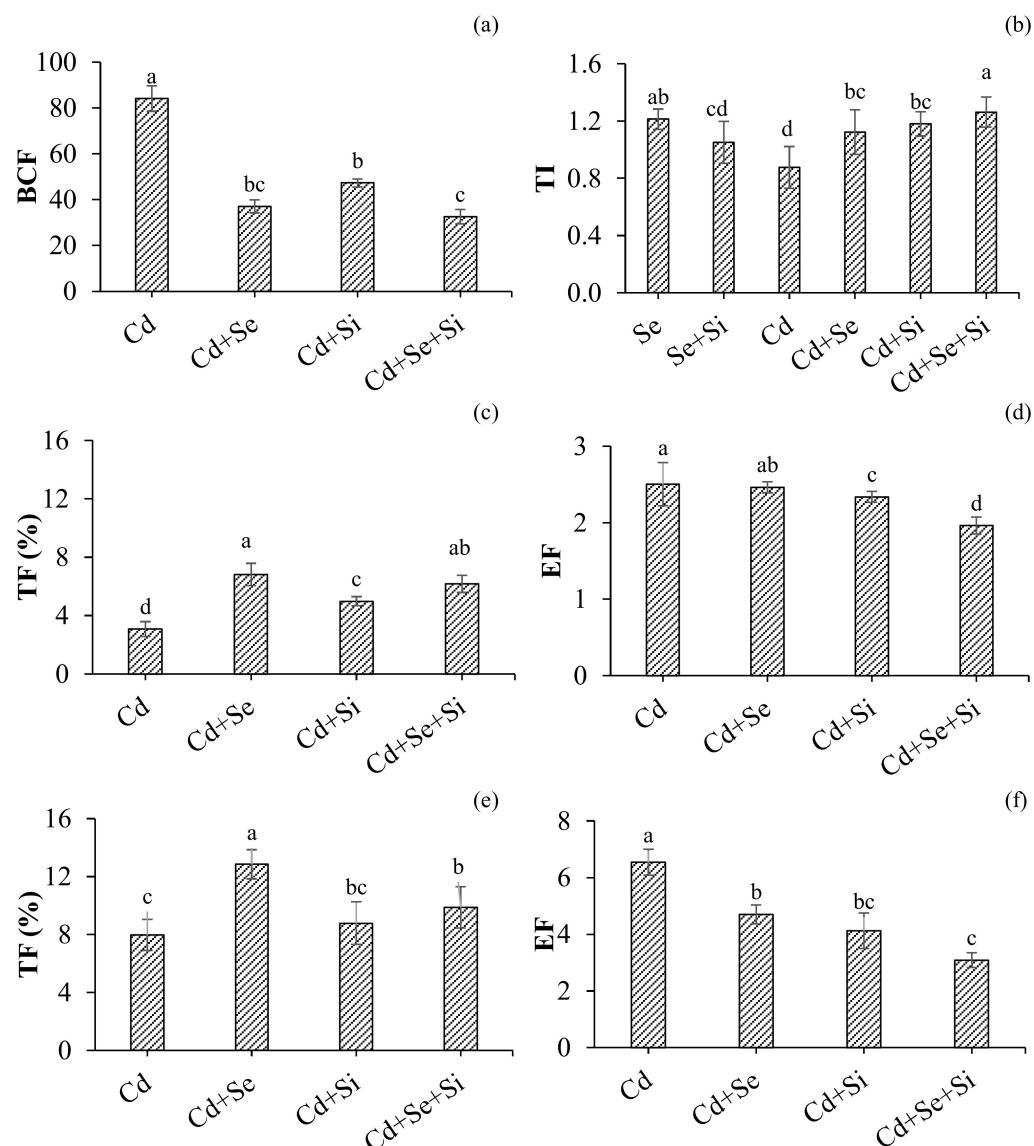 (a)
BCF
100
80
60
40
20
0
a
bc
b
c
Cd
Cd+Se
Cd+Si
Cd+Se+Si
(b)
TI
1.6
1.2
0.8
0.4
0.0
ab
cd
d
bc
bc
a
Se
Se+Si
Cd
Cd+Se
Cd+Si
Cd+Se+Si
(c)
TF (%)
16
12
8
4
0
d
a
c
ab
Cd
Cd+Se
Cd+Si
Cd+Se+Si
(d)
EF
3
2
1
0
a
ab
c
d
Cd
Cd+Se
Cd+Si
Cd+Se+Si
(e)
TF (%)
16
12
8
4
0
c
a
bc
b
Cd
Cd+Se
Cd+Si
Cd+Se+Si
(f)
EF
8
6
4
2
0
a
b
bc
c
Cd
Cd+Se
Cd+Si
Cd+Se+Si